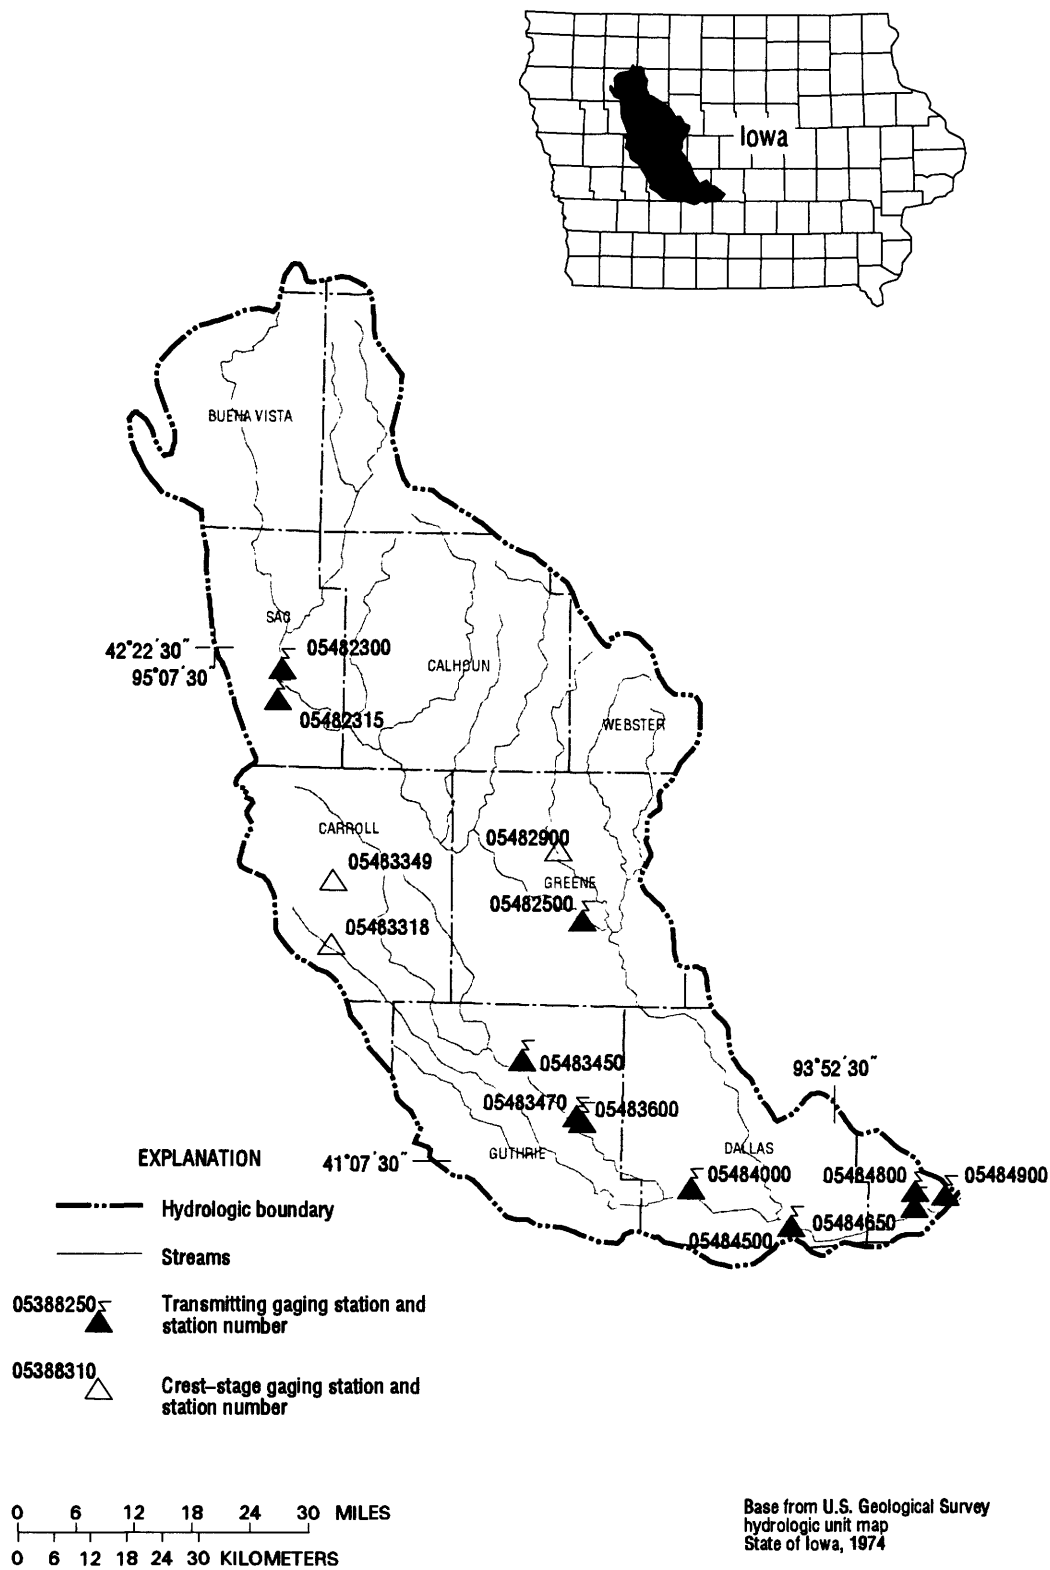 Iowa
BUENA VISTA
SAC
42°22'30"
95°07'30"
05482300
CALHOUN
05482315
WEBSTER
CARROLL
05482900
05483349
GREENE
05482500
05483318
05483450
93°52'30"
05483470
05483600
GUTHRIE
DALLAS
41°07'30"
05484000
05484800
05484900
05484650
05484500
EXPLANATION
Hydrologic boundary
Streams
05388250
Transmitting gaging station and
station number
05388310
Crest-stage gaging station and
station number
0 6 12 18 24 30 MILES
0 6 12 18 24 30 KILOMETERS
Base from U.S. Geological Survey
hydrologic unit map
State of Iowa, 1974